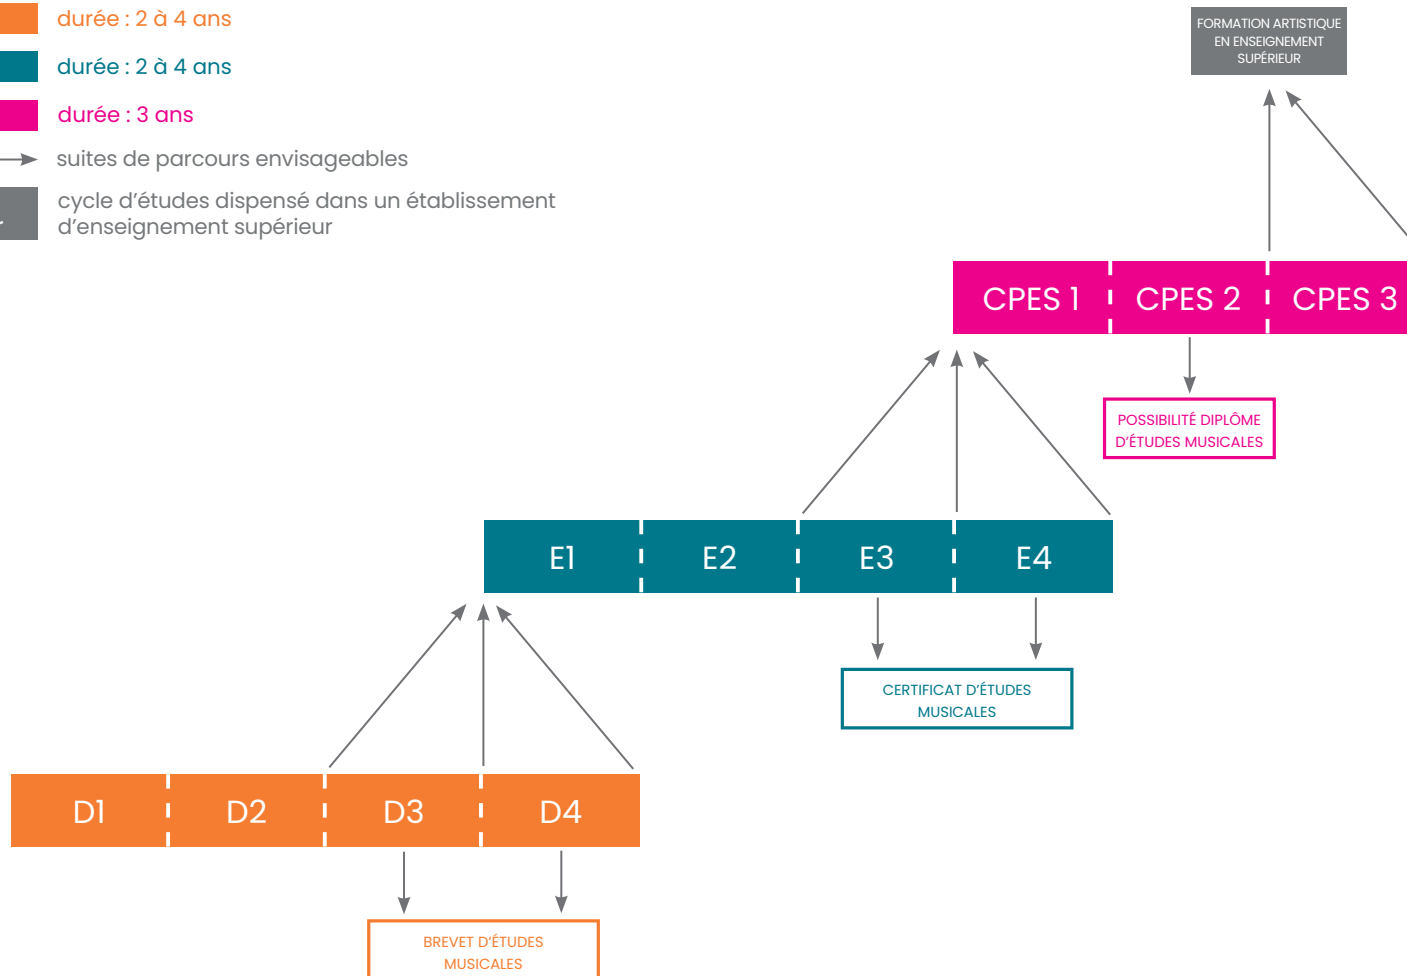 durée : 2 à 4 ans
durée : 2 à 4 ans
durée : 3 ans
suites de parcours envisageables
cycle d’études dispensé dans un établissement
d’enseignement supérieur
FORMATION ARTISTIQUE
EN ENSEIGNEMENT
SUPÉRIEUR
CPES 1
CPES 2
CPES 3
POSSIBILITÉ DIPLÔME
D’ÉTUDES MUSICALES
E1
E2
E3
E4
CERTIFICAT D’ÉTUDES
MUSICALES
D1
D2
D3
D4
BREVET D’ÉTUDES
MUSICALES